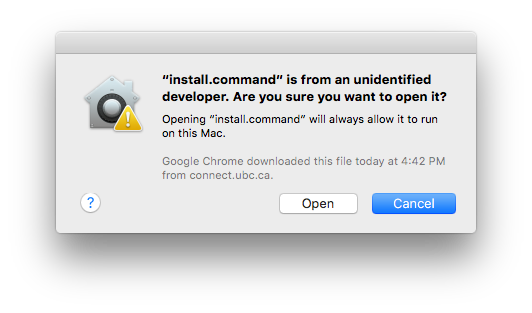 “install.command” is from an unidentified
developer. Are you sure you want to open it?
Opening “install.command” will always allow it to run
on this Mac.
Google Chrome downloaded this file today at 4:42 PM
from connect.ubc.ca.
?
Open
Cancel